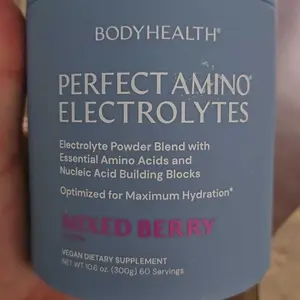 BODYHEALTH®
PERFECT AMINO®
ELECTROLYTES
Electrolyte Powder Blend with
Essential Amino Acids and
Nucleic Acid Building Blocks
Optimized for Maximum Hydration*
MIXED BERRY
VEGAN DIETARY SUPPLEMENT
NET WT 10.6 oz. (300g) 60 Servings